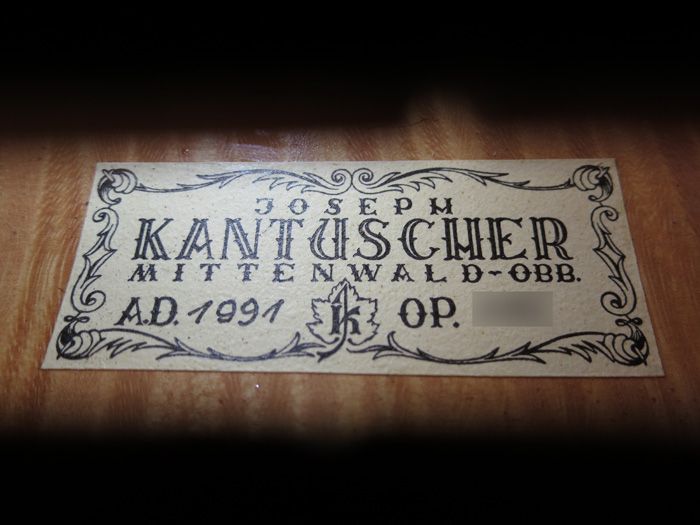 JOSEPH
KANTUSCHER
MITTENWALD-OBB.
A.D. 1991 k OP.